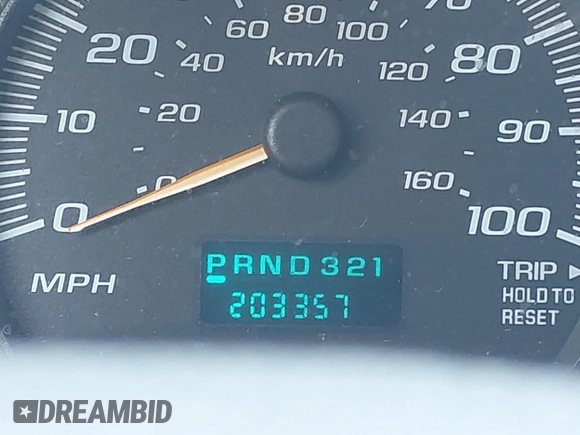 60 80 100 70
20 40 km/h 120 80
10 20 140 90
0 0 160 100
MPH PRND321 TRIP ▶
203357 HOLD TO
RESET
DREAMBID